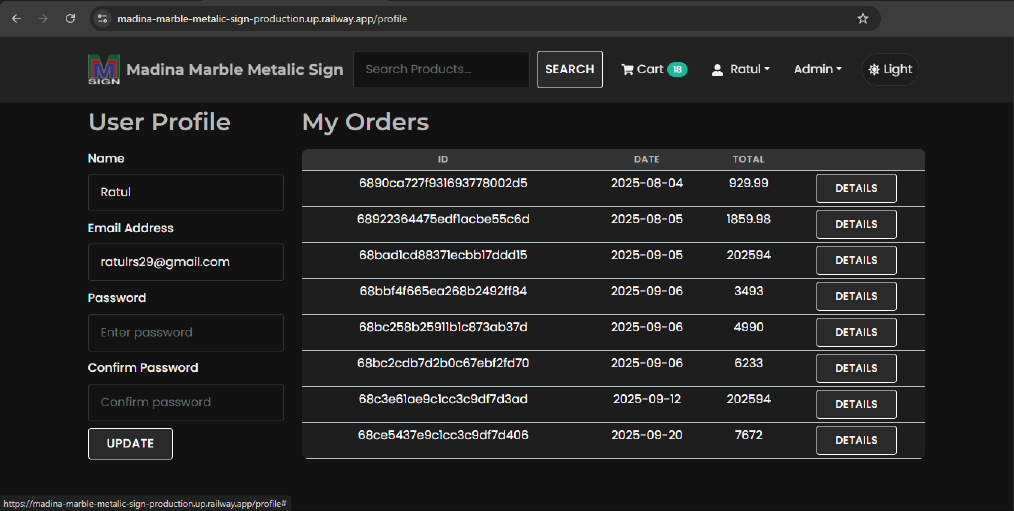 madina-marble-metalic-sign-production.up.railway.app/profile
M SIGN Madina Marble Metalic Sign Search Products... SEARCH Cart 18 Ratul Admin Light
User Profile
Name
Ratul
Email Address
ratulrs29@gmail.com
Password
Enter password
Confirm Password
Confirm password
UPDATE
My Orders
ID DATE TOTAL
6890ca727f931693778002d5 2025-08-04 929.99 DETAILS
68922364475edf1acbe55c6d 2025-08-05 1859.98 DETAILS
68bad1cd88371ecbb17ddd15 2025-09-05 202594 DETAILS
68bbf4f665ea268b2492ff84 2025-09-06 3493 DETAILS
68bc258b25911b1c873ab37d 2025-09-06 4990 DETAILS
68bc2cdb7d2b0c67ebf2fd70 2025-09-06 6233 DETAILS
68c3e61ae9c1cc3c9df7d3ad 2025-09-12 202594 DETAILS
68ce5437e9c1cc3c9df7d406 2025-09-20 7672 DETAILS
https://madina-marble-metalic-sign-production.up.railway.app/profile#